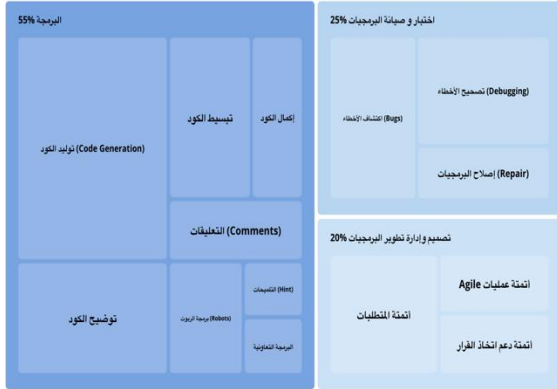 البرمجة 55%
توليد الكود (Code Generation)
تبسيط الكود
إكمال الكود
التعليقات (Comments)
توضيح الكود
برمجة الربوت (Robots)
التلميحات (Hint)
البرمجة التعاونية
اختبار و صيانة البرمجيات 25%
اكتشاف الأخطاء (Bugs)
تصحيح الأخطاء (Debugging)
إصلاح البرمجيات (Repair)
تصميم وإدارة تطوير البرمجيات 20%
أتمتة المتطلبات
أتمتة عمليات Agile
أتمتة دعم اتخاذ القرار